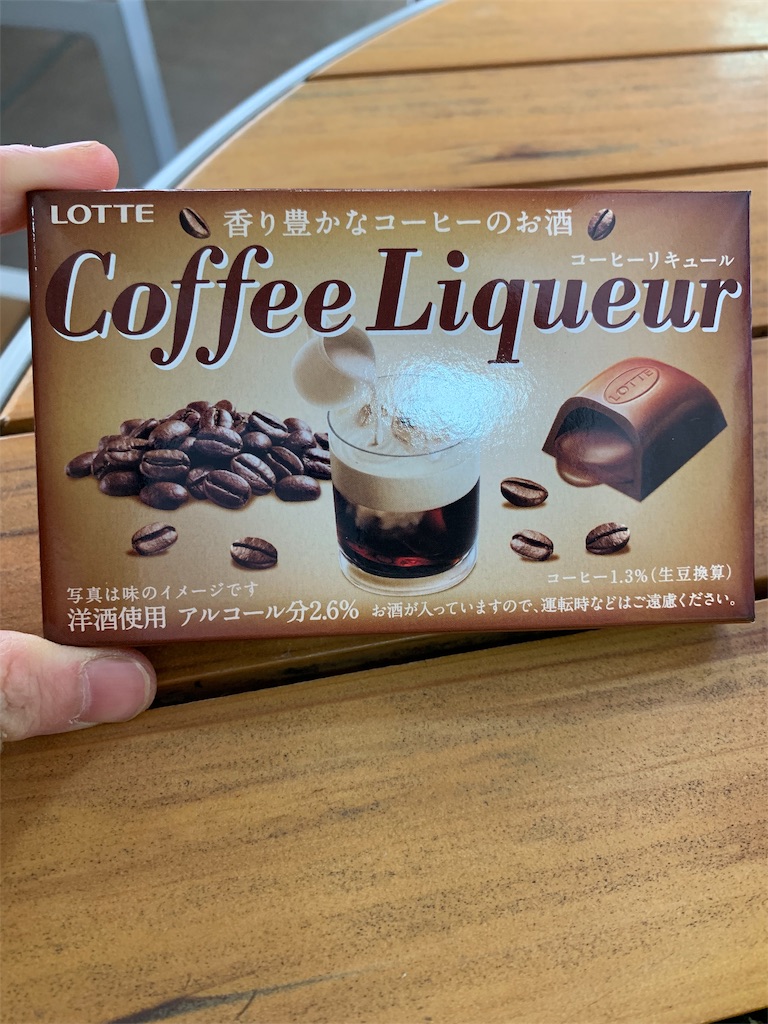 LOTTE
香り豊かなコーヒーのお酒
コーヒーリキュール
Coffee Liqueur
LOTTE
コーヒー1.3%(生豆換算)
写真は味のイメージです
洋酒使用 アルコール分2.6% お酒が入っていますので、運転時などはご遠慮ください。